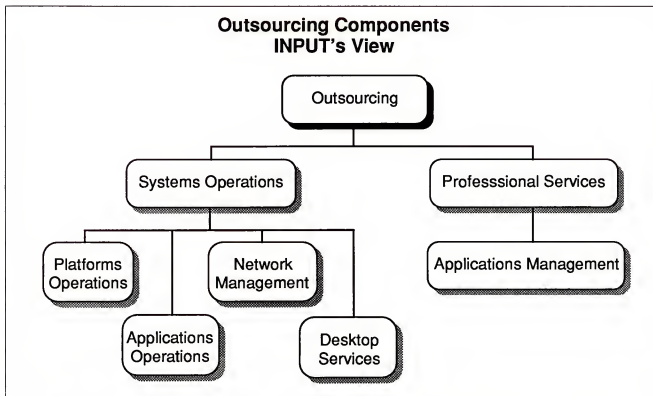 Outsourcing Components
INPUT's View
Outsourcing
Systems Operations
Professsional Services
Platforms
Operations
Network
Management
Applications Management
Applications
Operations
Desktop
Services